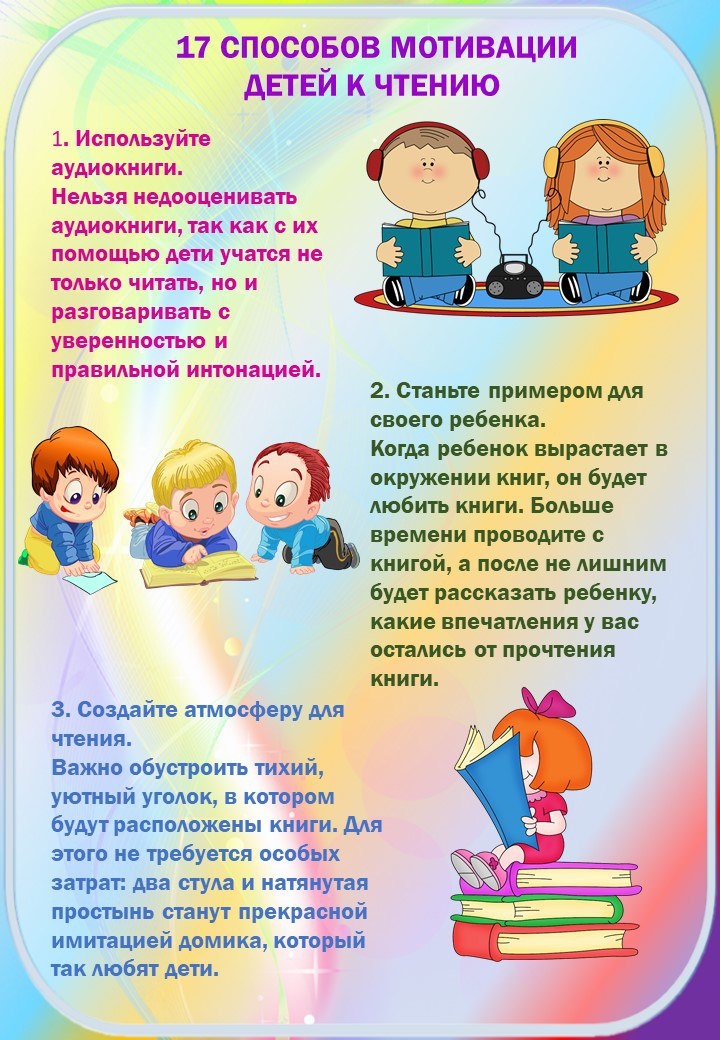 17 СПОСОБОВ МОТИВАЦИИ
ДЕТЕЙ К ЧТЕНИЮ
1. Используйте
аудиокниги.
Нельзя недооценивать
аудиокниги, так как с их
помощью дети учатся не
только читать, но и
разговаривать с
уверенностью и
правильной интонацией.
2. Станьте примером для
своего ребенка.
Когда ребенок вырастает в
окружении книг, он будет
любить книги. Больше
времени проводите с
книгой, а после не лишним
будет рассказать ребенку,
какие впечатления у вас
остались от прочтения
книги.
3. Создайте атмосферу для
чтения.
Важно обустроить тихий,
уютный уголок, в котором
будут расположены книги. Для
этого не требуется особых
затрат: два стула и натянутая
простынь станут прекрасной
имитацией домика, который
так любят дети.